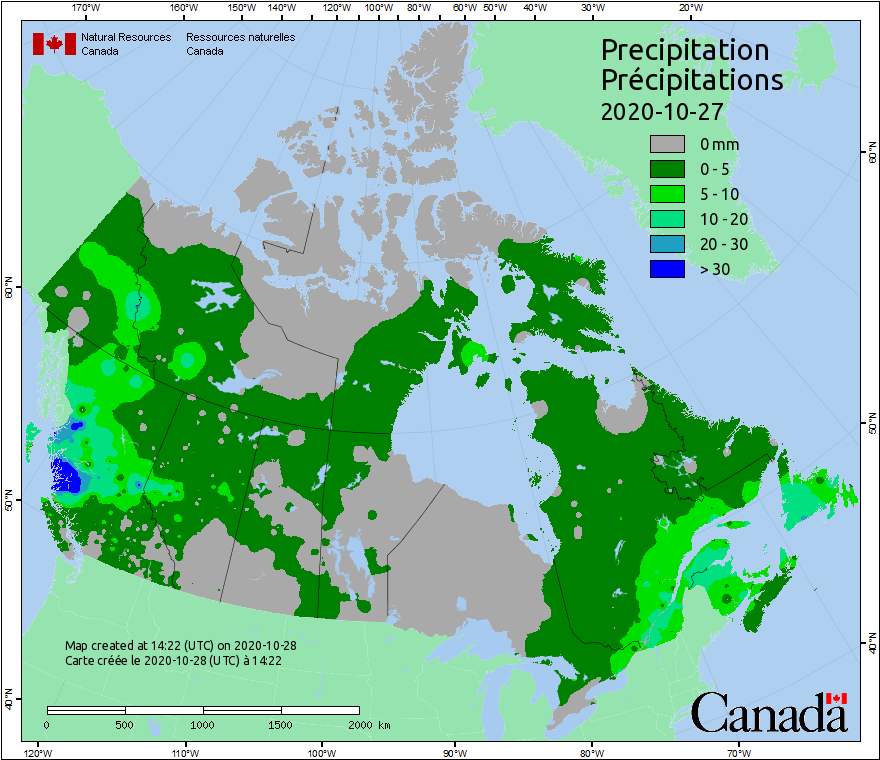 170°W 160°W 150°W 140°W 120°W 100°W 80°W 60°W 50°W 40°W 30°W 20°W
Natural Resources Ressources naturelles
Canada Canada
Precipitation
Précipitations
2020-10-27
0 mm
0 - 5
5 - 10
10 - 20
20 - 30
> 30
60°N 60°N
50°N 50°N
40°N 40°N
Map created at 14:22 (UTC) on 2020-10-28
Carte créée le 2020-10-28 (UTC) à 14:22
0 500 1000 1500 2000 km
Canada
120°W 110°W 100°W 90°W 80°W 70°W